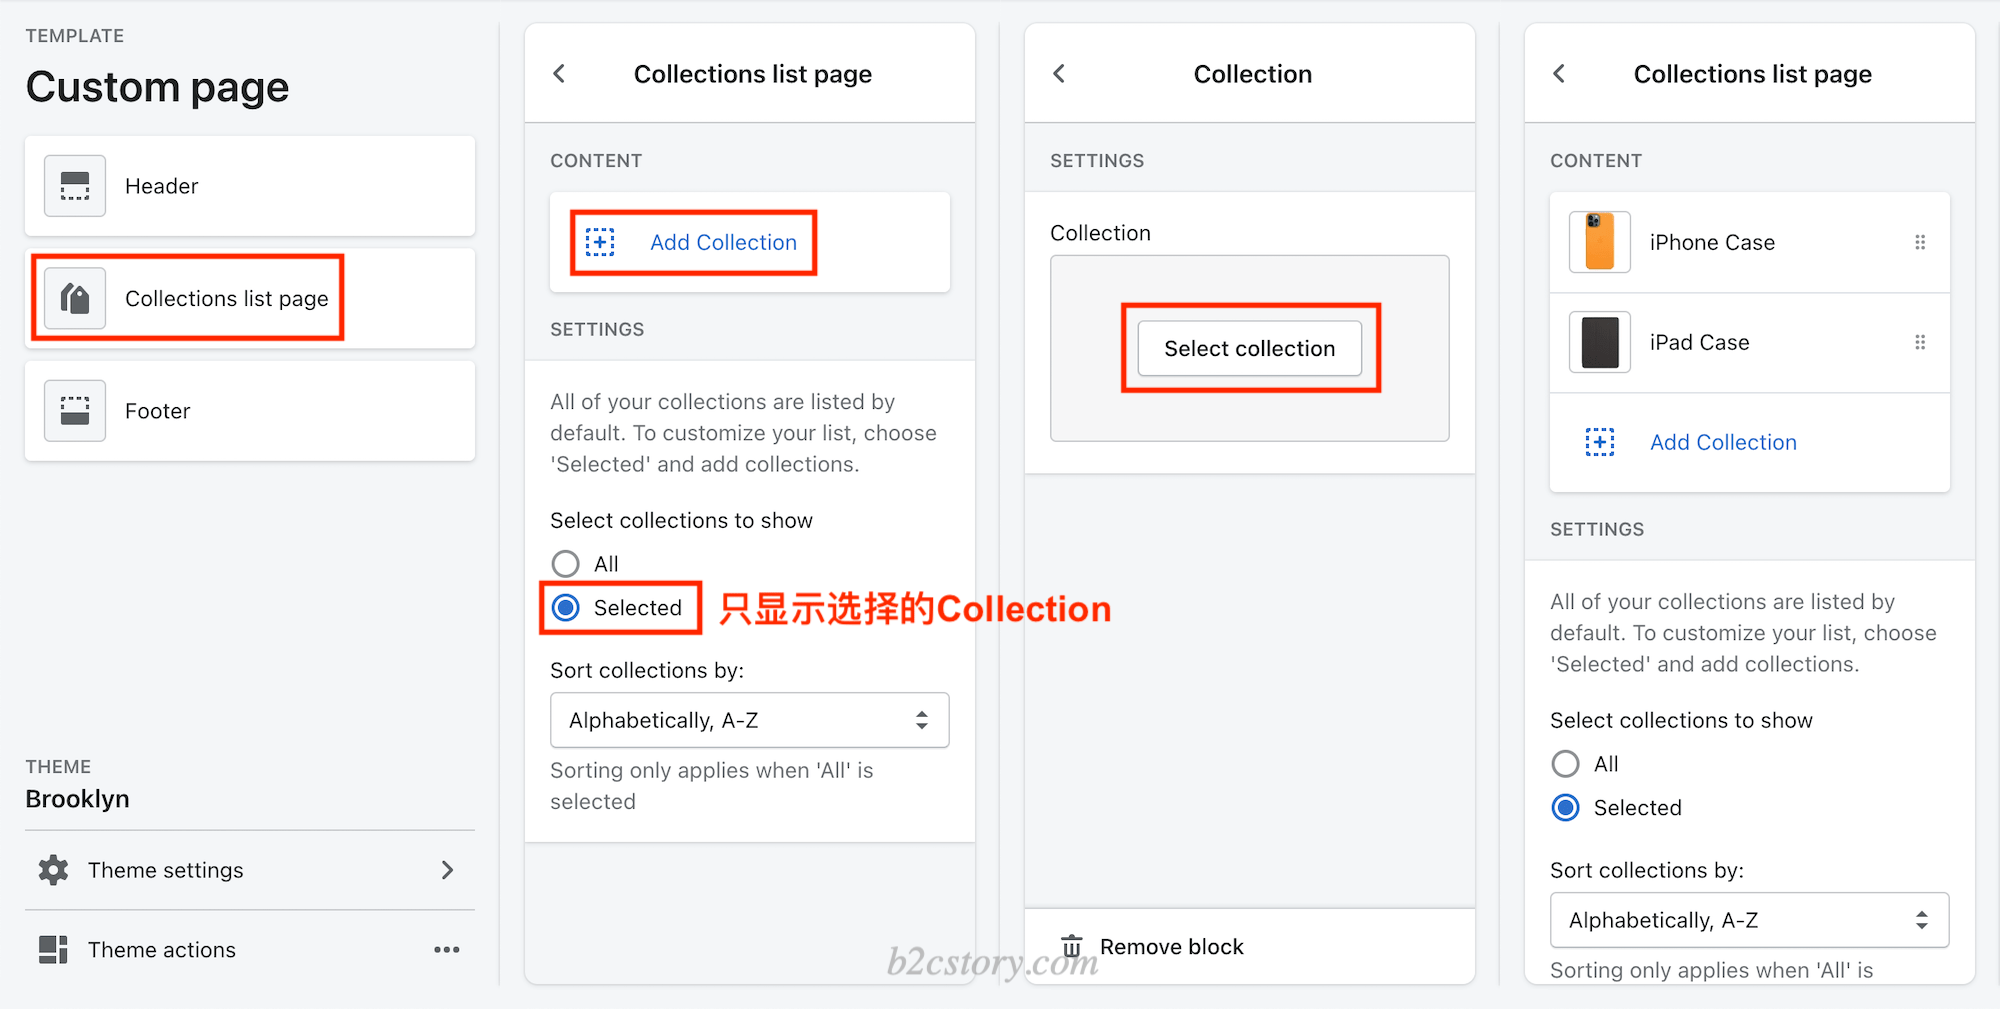 TEMPLATE
Custom page
Header
Collections list page
Footer
THEME
Brooklyn
Theme settings
Theme actions
Collections list page
CONTENT
Add Collection
SETTINGS
All of your collections are listed by
default. To customize your list, choose
'Selected' and add collections.
Select collections to show
All
Selected
只显示选择的Collection
Sort collections by:
Alphabetically, A-Z
Sorting only applies when 'All' is
selected
Collection
SETTINGS
Collection
Select collection
Remove block
b2cstory.com
Collections list page
CONTENT
iPhone Case
iPad Case
Add Collection
SETTINGS
All of your collections are listed by
default. To customize your list, choose
'Selected' and add collections.
Select collections to show
All
Selected
Sort collections by:
Alphabetically, A-Z
Sorting only applies when 'All' is